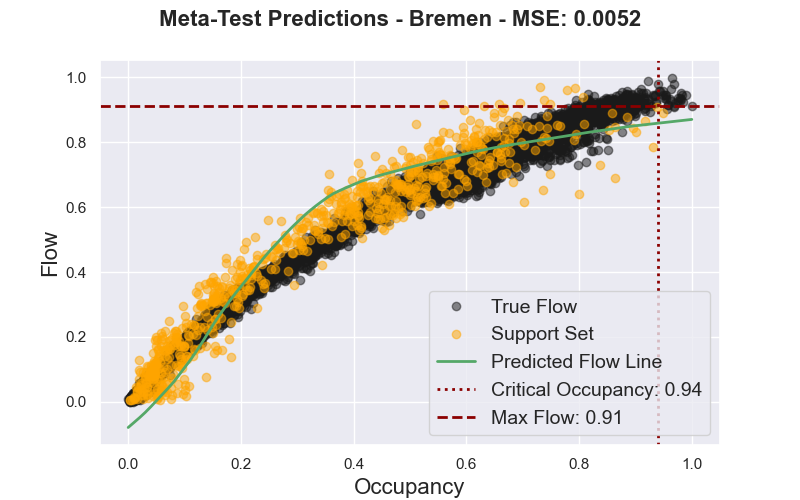 Meta-Test Predictions - Bremen - MSE: 0.0052
Flow
1.0
0.8
0.6
0.4
0.2
0.0
True Flow
Support Set
Predicted Flow Line
Critical Occupancy: 0.94
Max Flow: 0.91
0.0 0.2 0.4 0.6 0.8 1.0
Occupancy